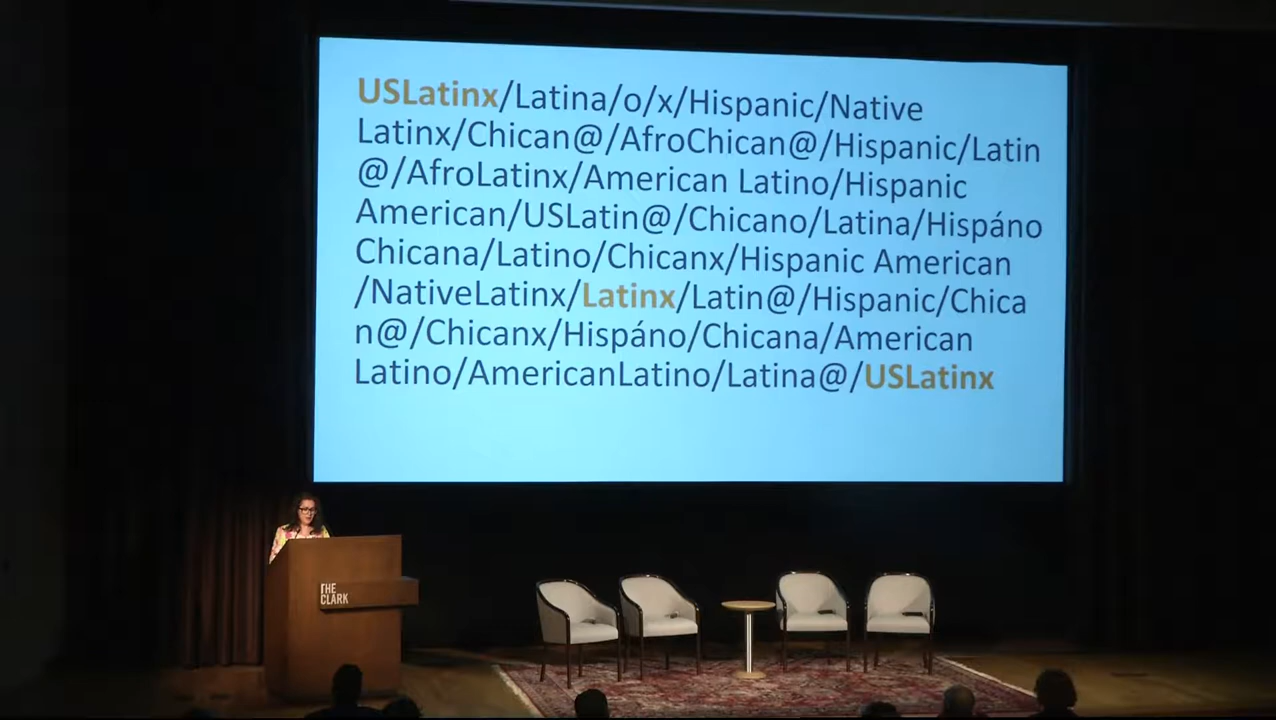 USLatinx/Latina/o/x/Hispanic/Native
Latinx/Chican@/AfroChican@/Hispanic/Latin
@/AfroLatinx/American Latino/Hispanic
American/USLatin@/Chicano/Latina/Hispáno
Chicana/Latino/Chicanx/Hispanic American
/NativeLatinx/Latinx/Latin@/Hispanic/Chica
n@/Chicanx/Hispáno/Chicana/American
Latino/AmericanLatino/Latina@/USLatinx
THE
CLARK